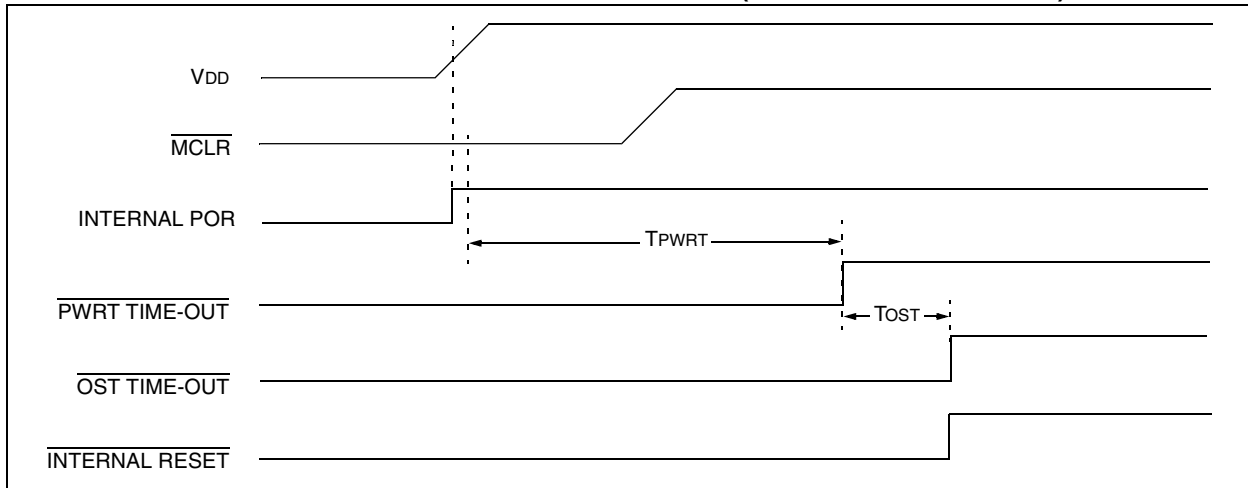 VDD
MCLR
INTERNAL POR
TPWRT
PWRT TIME-OUT
TOST
OST TIME-OUT
INTERNAL RESET